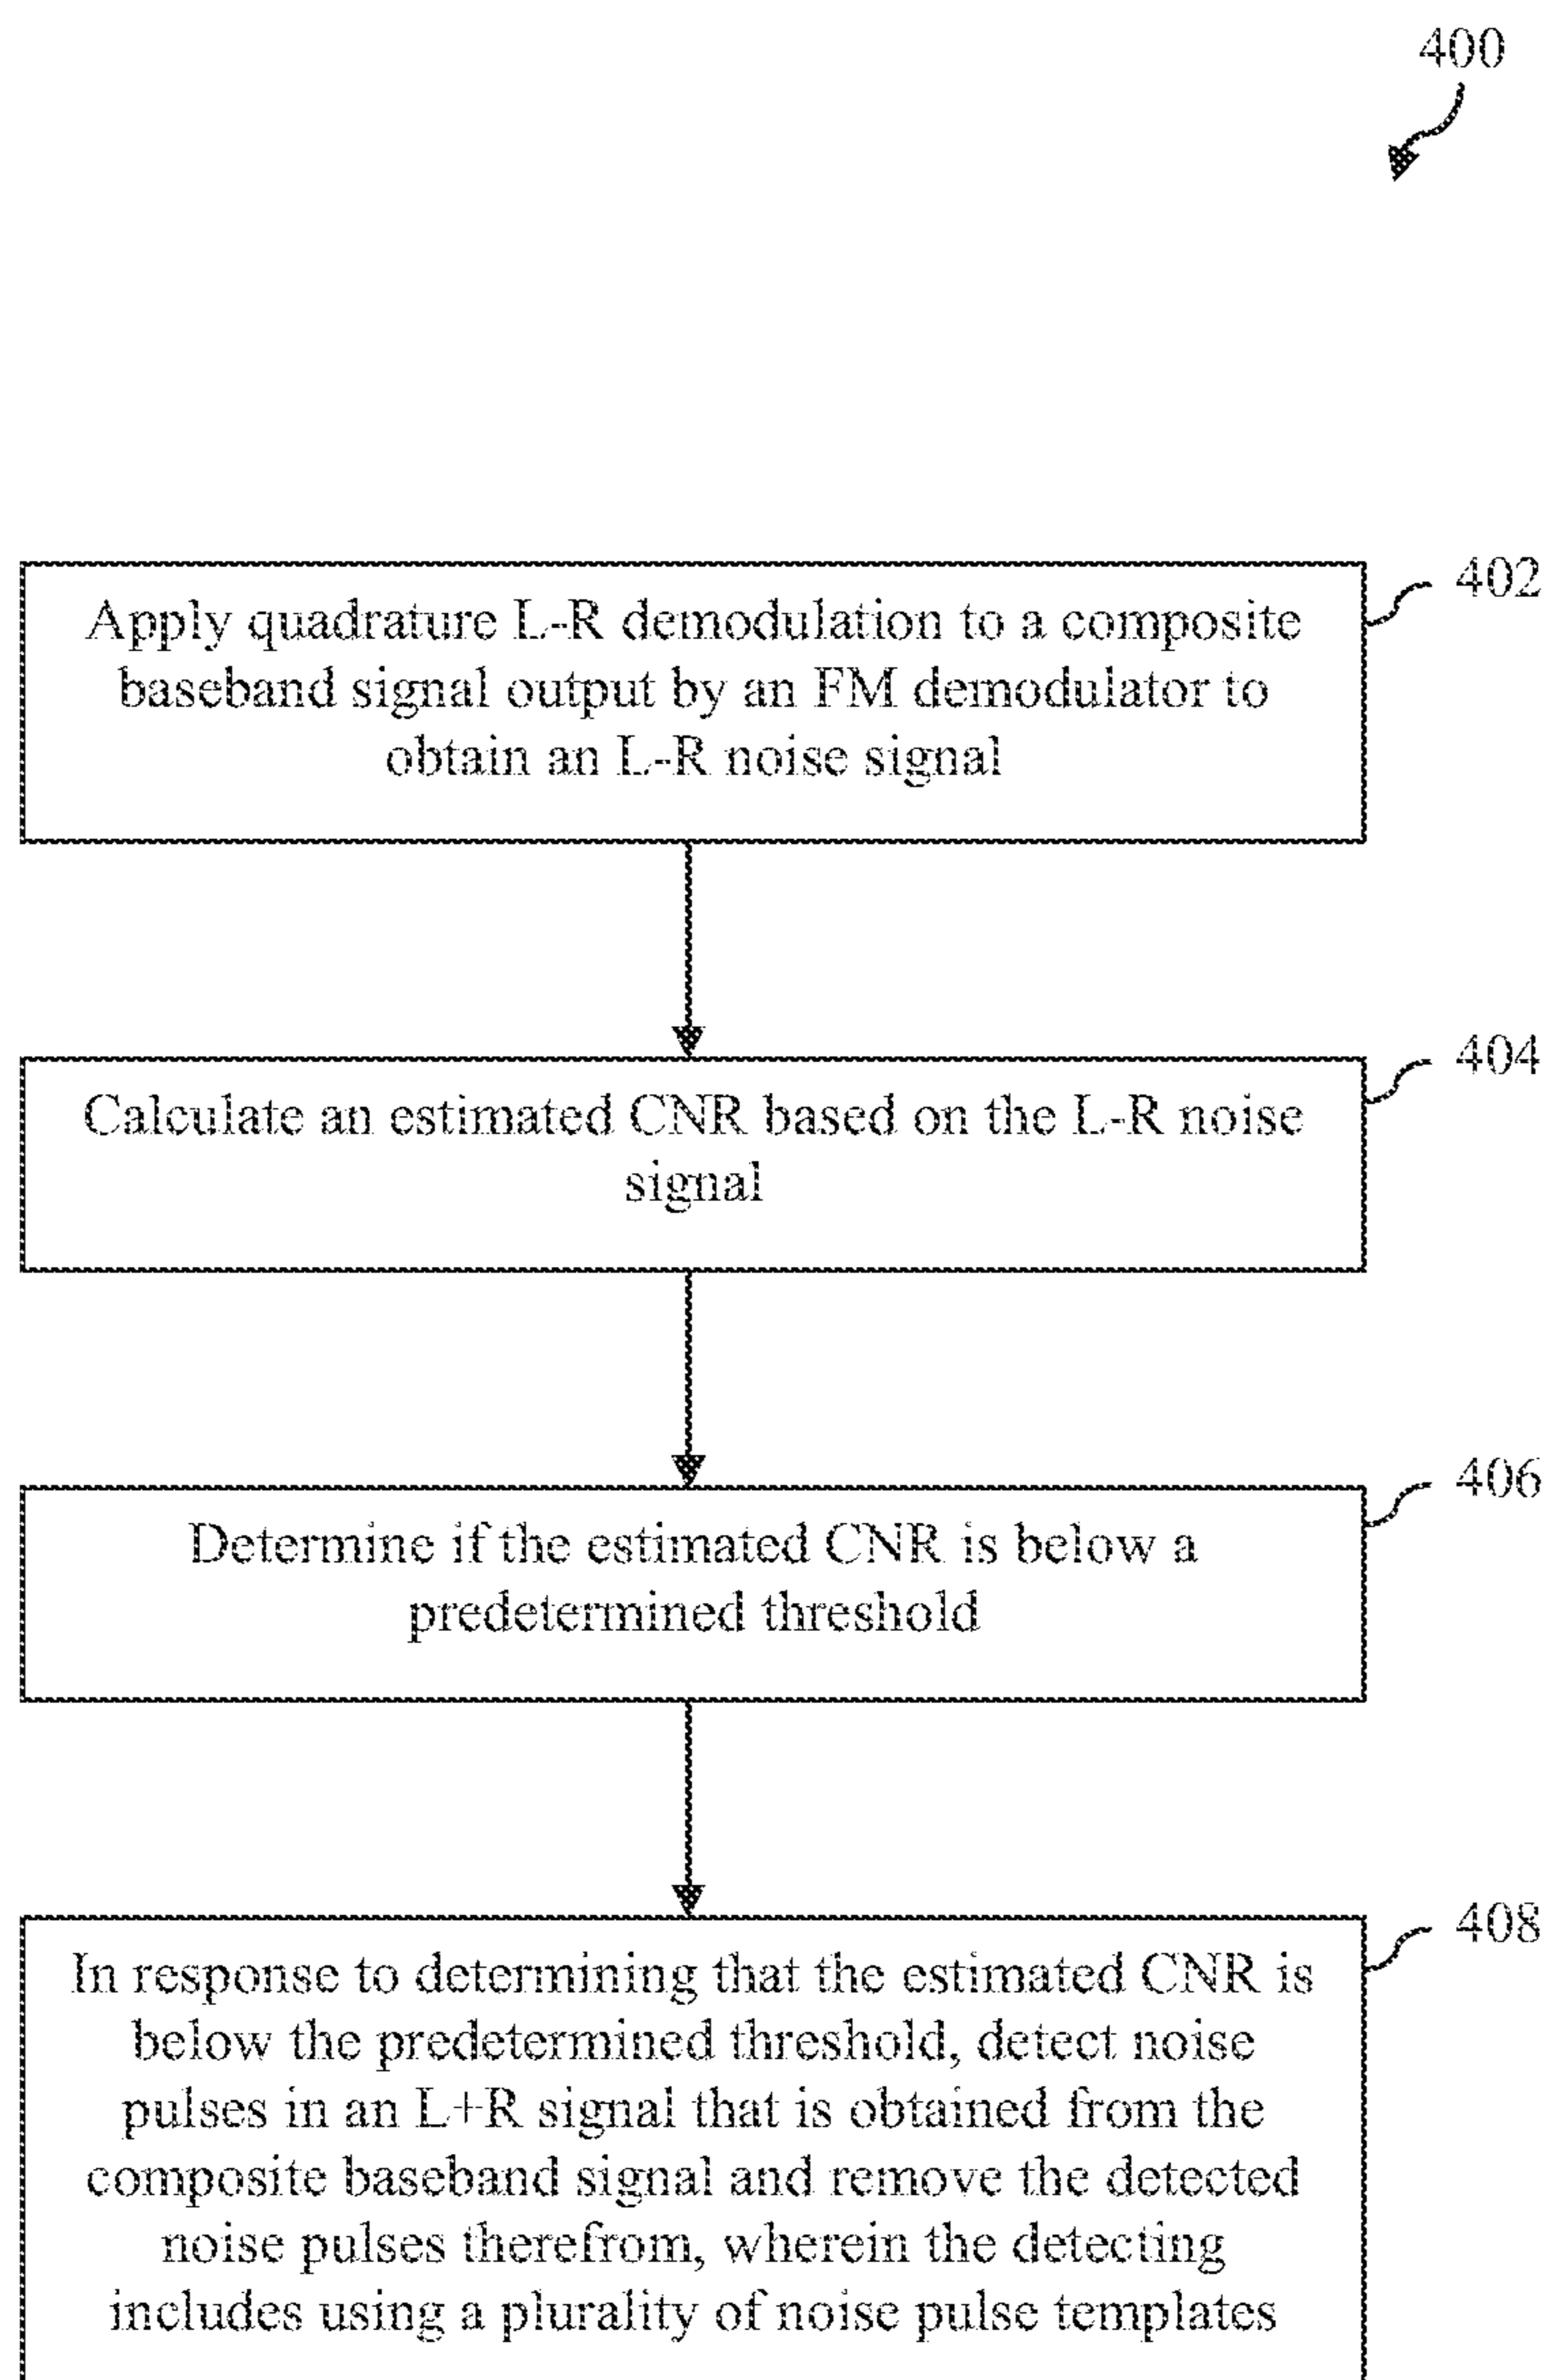 400
402
Apply quadrature L-R demodulation to a composite
baseband signal output by an FM demodulator to
obtain an L-R noise signal
404
Calculate an estimated CNR based on the L-R noise
signal
406
Determine if the estimated CNR is below a
predetermined threshold
408
In response to determining that the estimated CNR is
below the predetermined threshold, detect noise
pulses in an L+R signal that is obtained from the
composite baseband signal and remove the detected
noise pulses therefrom, wherein the detecting
includes using a plurality of noise pulse templates